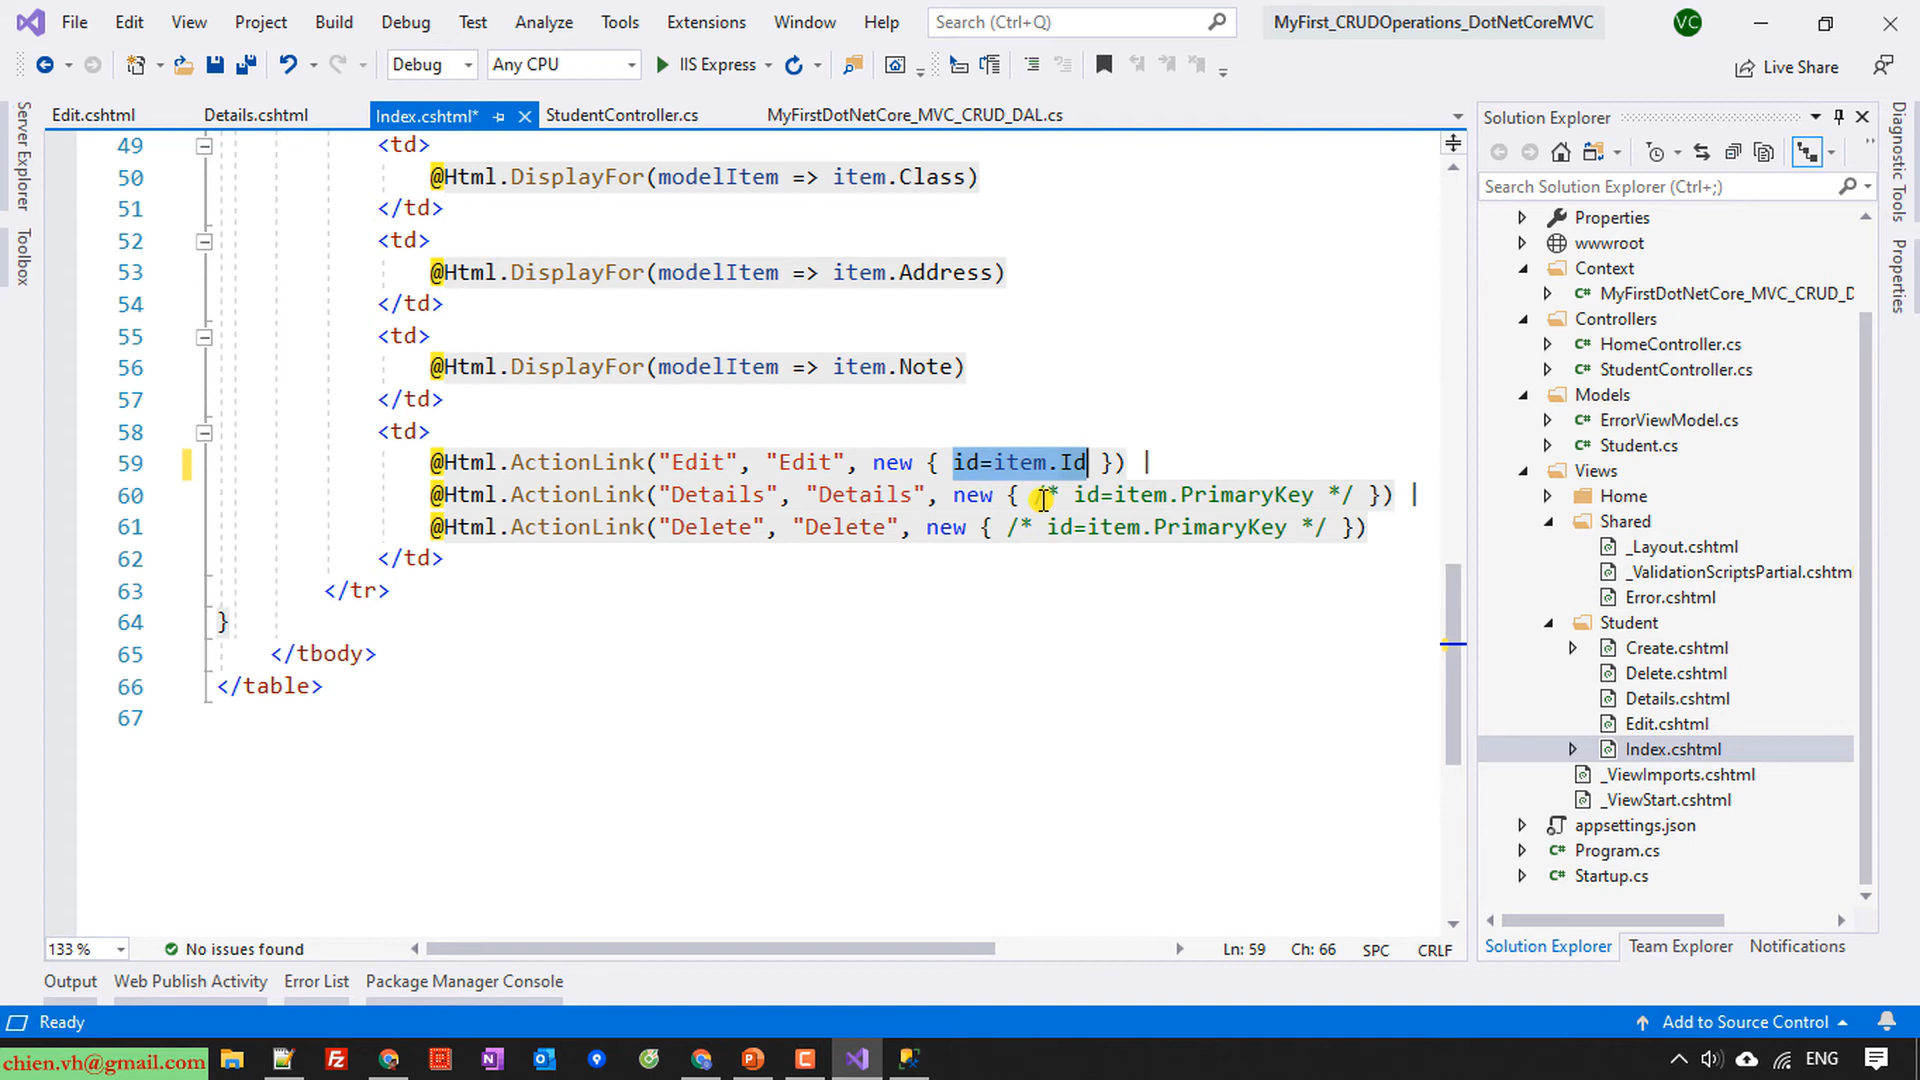 File Edit View Project Build Debug Test Analyze Tools Extensions Window Help Search (Ctrl+Q) MyFirst_CRUDOperations_DotNetCoreMVC VC
Debug Any CPU IIS Express Live Share
Edit.cshtml Details.cshtml Index.cshtml* StudentController.cs MyFirstDotNetCore_MVC_CRUD_DAL.cs
Server Explorer
Toolbox
49 <td>
50 @Html.DisplayFor(modelItem => item.Class)
51 </td>
52 <td>
53 @Html.DisplayFor(modelItem => item.Address)
54 </td>
55 <td>
56 @Html.DisplayFor(modelItem => item.Note)
57 </td>
58 <td>
59 @Html.ActionLink("Edit", "Edit", new { id=item.Id }) |
60 @Html.ActionLink("Details", "Details", new { /* id=item.PrimaryKey */ }) |
61 @Html.ActionLink("Delete", "Delete", new { /* id=item.PrimaryKey */ })
62 </td>
63 </tr>
64 }
65 </tbody>
66 </table>
67
133 % No issues found Ln: 59 Ch: 66 SPC CRLF
Solution Explorer
Search Solution Explorer (Ctrl+;)
Properties
wwwroot
Context
MyFirstDotNetCore_MVC_CRUD_D
Controllers
HomeController.cs
StudentController.cs
Models
ErrorViewModel.cs
Student.cs
Views
Home
Shared
_Layout.cshtml
_ValidationScriptsPartial.cshtm
Error.cshtml
Student
Create.cshtml
Delete.cshtml
Details.cshtml
Edit.cshtml
Index.cshtml
_ViewImports.cshtml
_ViewStart.cshtml
appsettings.json
Program.cs
Startup.cs
Solution Explorer Team Explorer Notifications
Diagnostic Tools
Properties
Output Web Publish Activity Error List Package Manager Console
Ready Add to Source Control
chien.vh@gmail.com ENG